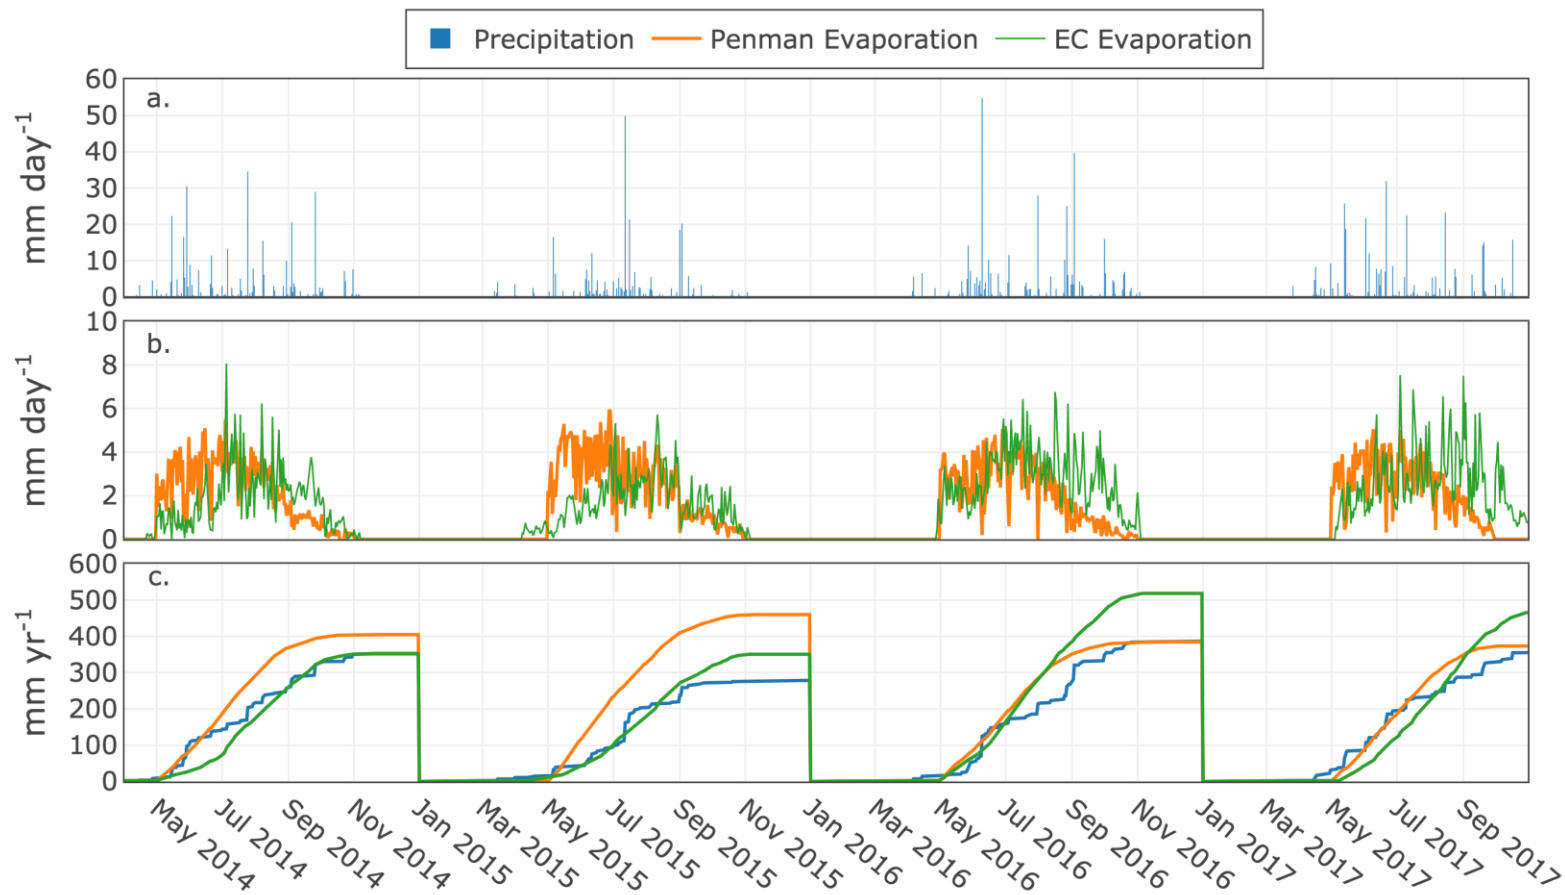 Precipitation Penman Evaporation EC Evaporation
a.
60
50
40
30
20
10
0
mm day-1
b.
10
8
6
4
2
0
mm day-1
c.
600
500
400
300
200
100
0
mm yr-1
May 2014
Jul 2014
Sep 2014
Nov 2014
Jan 2015
Mar 2015
May 2015
Jul 2015
Sep 2015
Nov 2015
Jan 2016
Mar 2016
May 2016
Jul 2016
Sep 2016
Nov 2016
Jan 2017
Mar 2017
May 2017
Jul 2017
Sep 2017